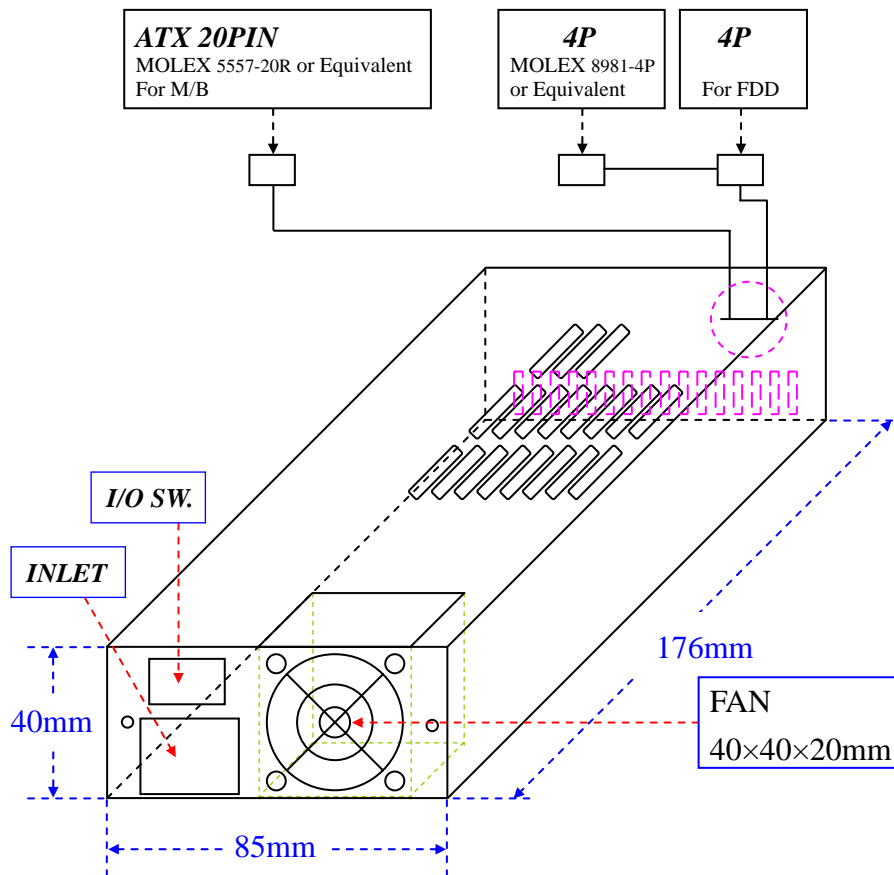 ATX 20PIN
MOLEX 5557-20R or Equivalent
For M/B
4P
MOLEX 8981-4P
or Equivalent
4P
For FDD
I/O SW.
INLET
40mm
85mm
176mm
FAN
40×40×20mm